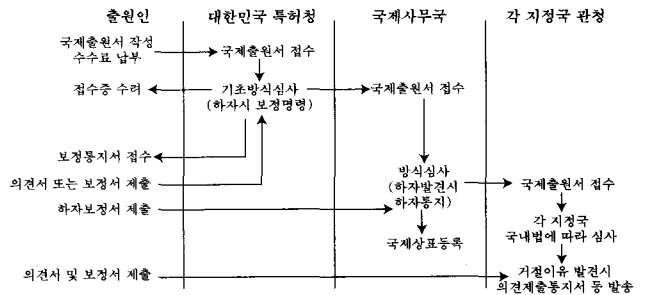 출원인
대한민국 특허청
국제사무국
각 지정국 관청
국제출원서 작성
수수료 납부
국제출원서 접수
접수증 수령
기초방식심사
(하자시 보정명령)
국제출원서 접수
보정통지서 접수
의견서 또는 보정서 제출
방식심사
(하자발견시
하자통지)
국제출원서 접수
하자보정서 제출
각 지정국
국내법에 따라 심사
국제상표등록
의견서 및 보정서 제출
거절이유 발견시
의견제출통지서 등 발송